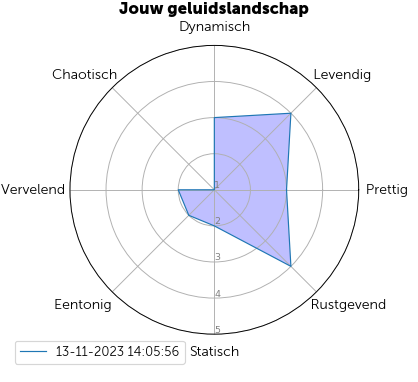 Jouw geluidslandschap
Dynamisch
Chaotisch
Levendig
1
Vervelend
Prettig
2
3
4
Eentonig
Rustgevend
5
13-11-2023 14:05:56
Statisch